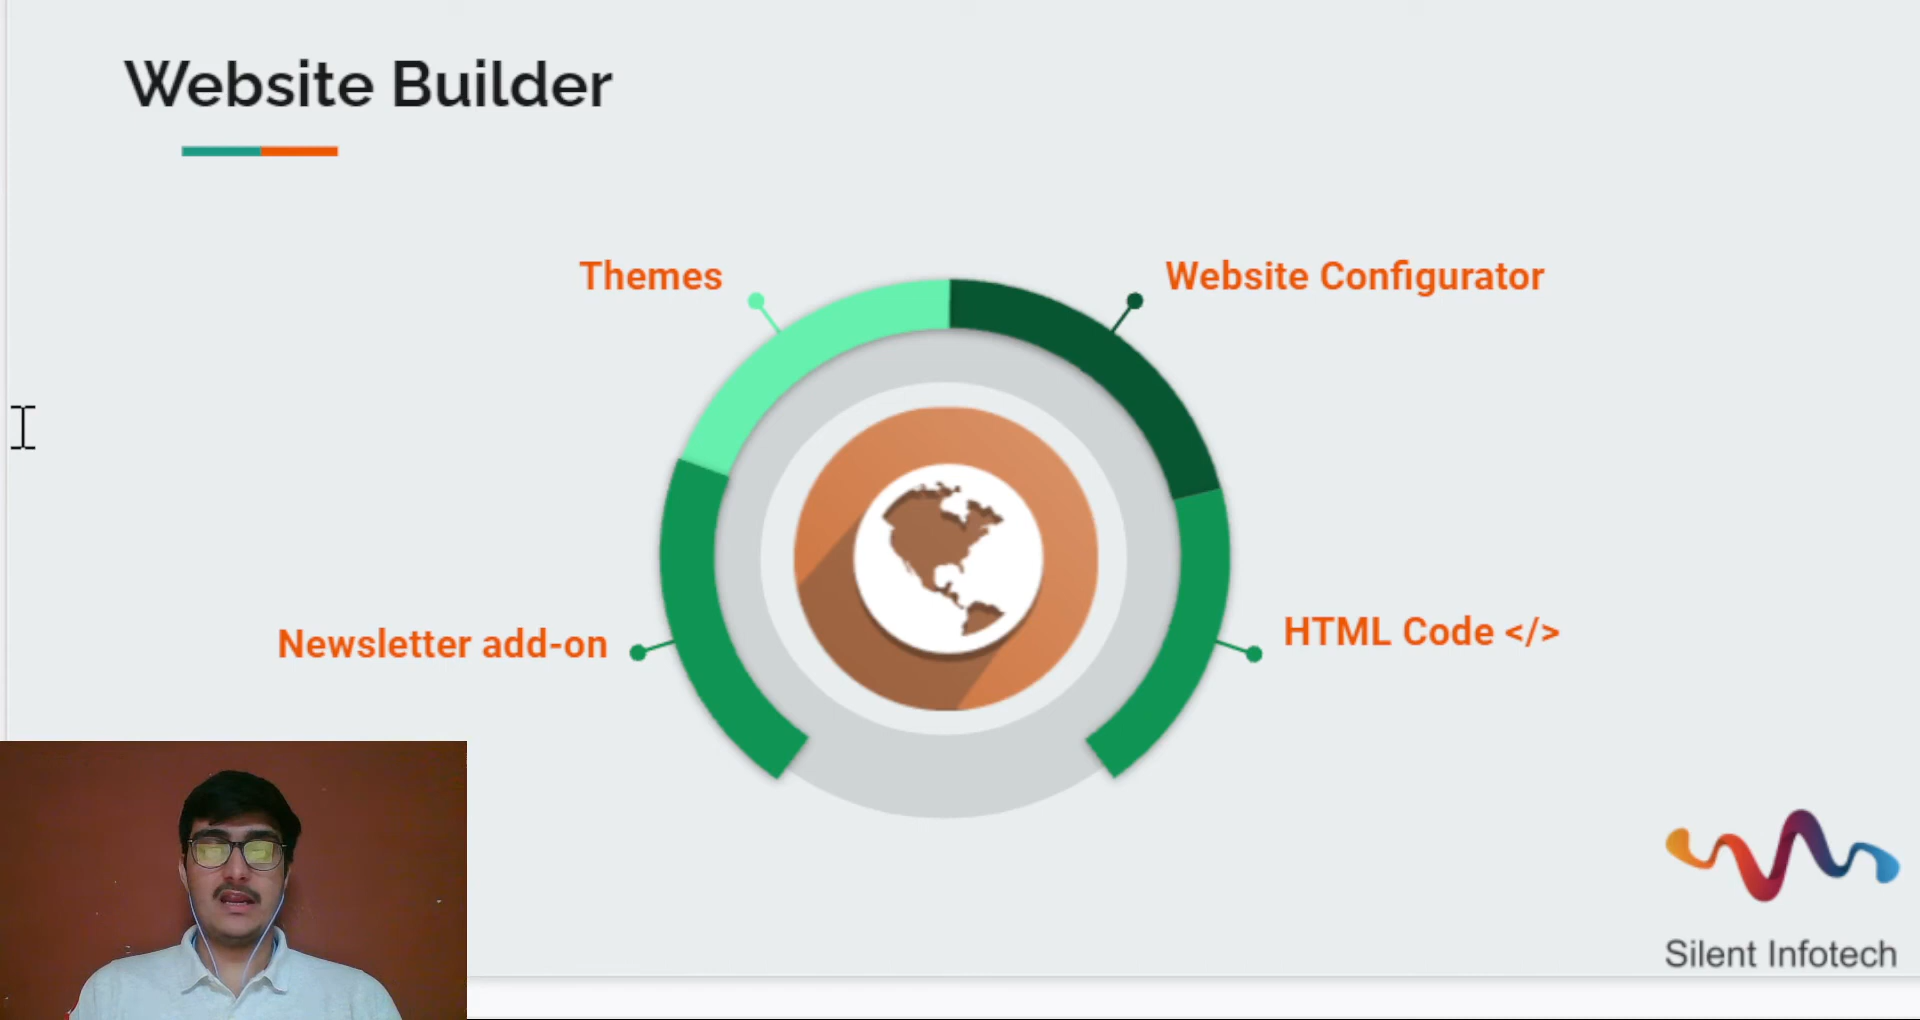 Website Builder
Themes
Website Configurator
Newsletter add-on
HTML Code </>
Silent Infotech